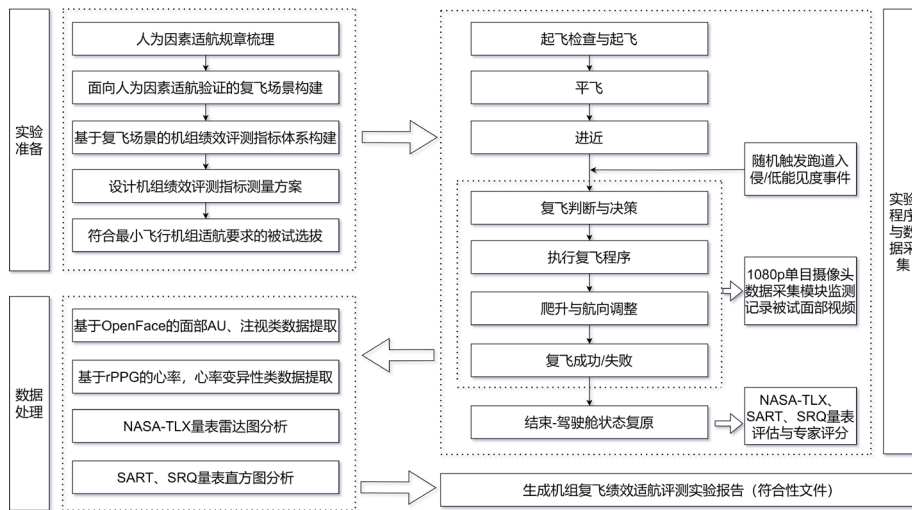 实验
准备
人为因素适航规章梳理
面向人为因素适航验证的复飞场景构建
基于复飞场景的机组绩效评测指标体系构建
设计机组绩效评测指标测量方案
符合最小飞行机组适航要求的被试选拔
起飞检查与起飞
平飞
进近
随机触发跑道入
侵/低能见度事件
复飞判断与决策
执行复飞程序
爬升与航向调整
复飞成功/失败
1080p单目摄像头
数据采集模块监测
记录被试面部视频
结束-驾驶舱状态复原
NASA-TLX、
SART、SRQ量表
评估与专家评分
实验
程序
与数
据采
集
数据
处理
基于OpenFace的面部AU、注视类数据提取
基于rPPG的心率，心率变异性类数据提取
NASA-TLX量表雷达图分析
SART、SRQ量表直方图分析
生成机组复飞绩效适航评测实验报告（符合性文件）